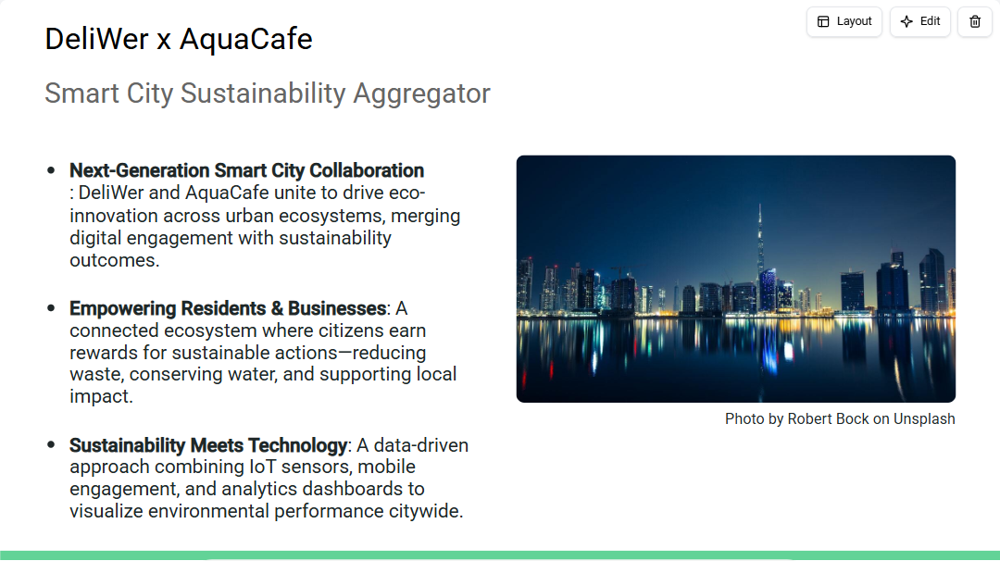 Layout
Edit
DeliWer x AquaCafe
Smart City Sustainability Aggregator
Next-Generation Smart City Collaboration
: DeliWer and AquaCafe unite to drive eco-
innovation across urban ecosystems, merging
digital engagement with sustainability
outcomes.
Empowering Residents & Businesses: A
connected ecosystem where citizens earn
rewards for sustainable actions—reducing
waste, conserving water, and supporting local
impact.
Sustainability Meets Technology: A data-driven
approach combining IoT sensors, mobile
engagement, and analytics dashboards to
visualize environmental performance citywide.
Photo by Robert Bock on Unsplash